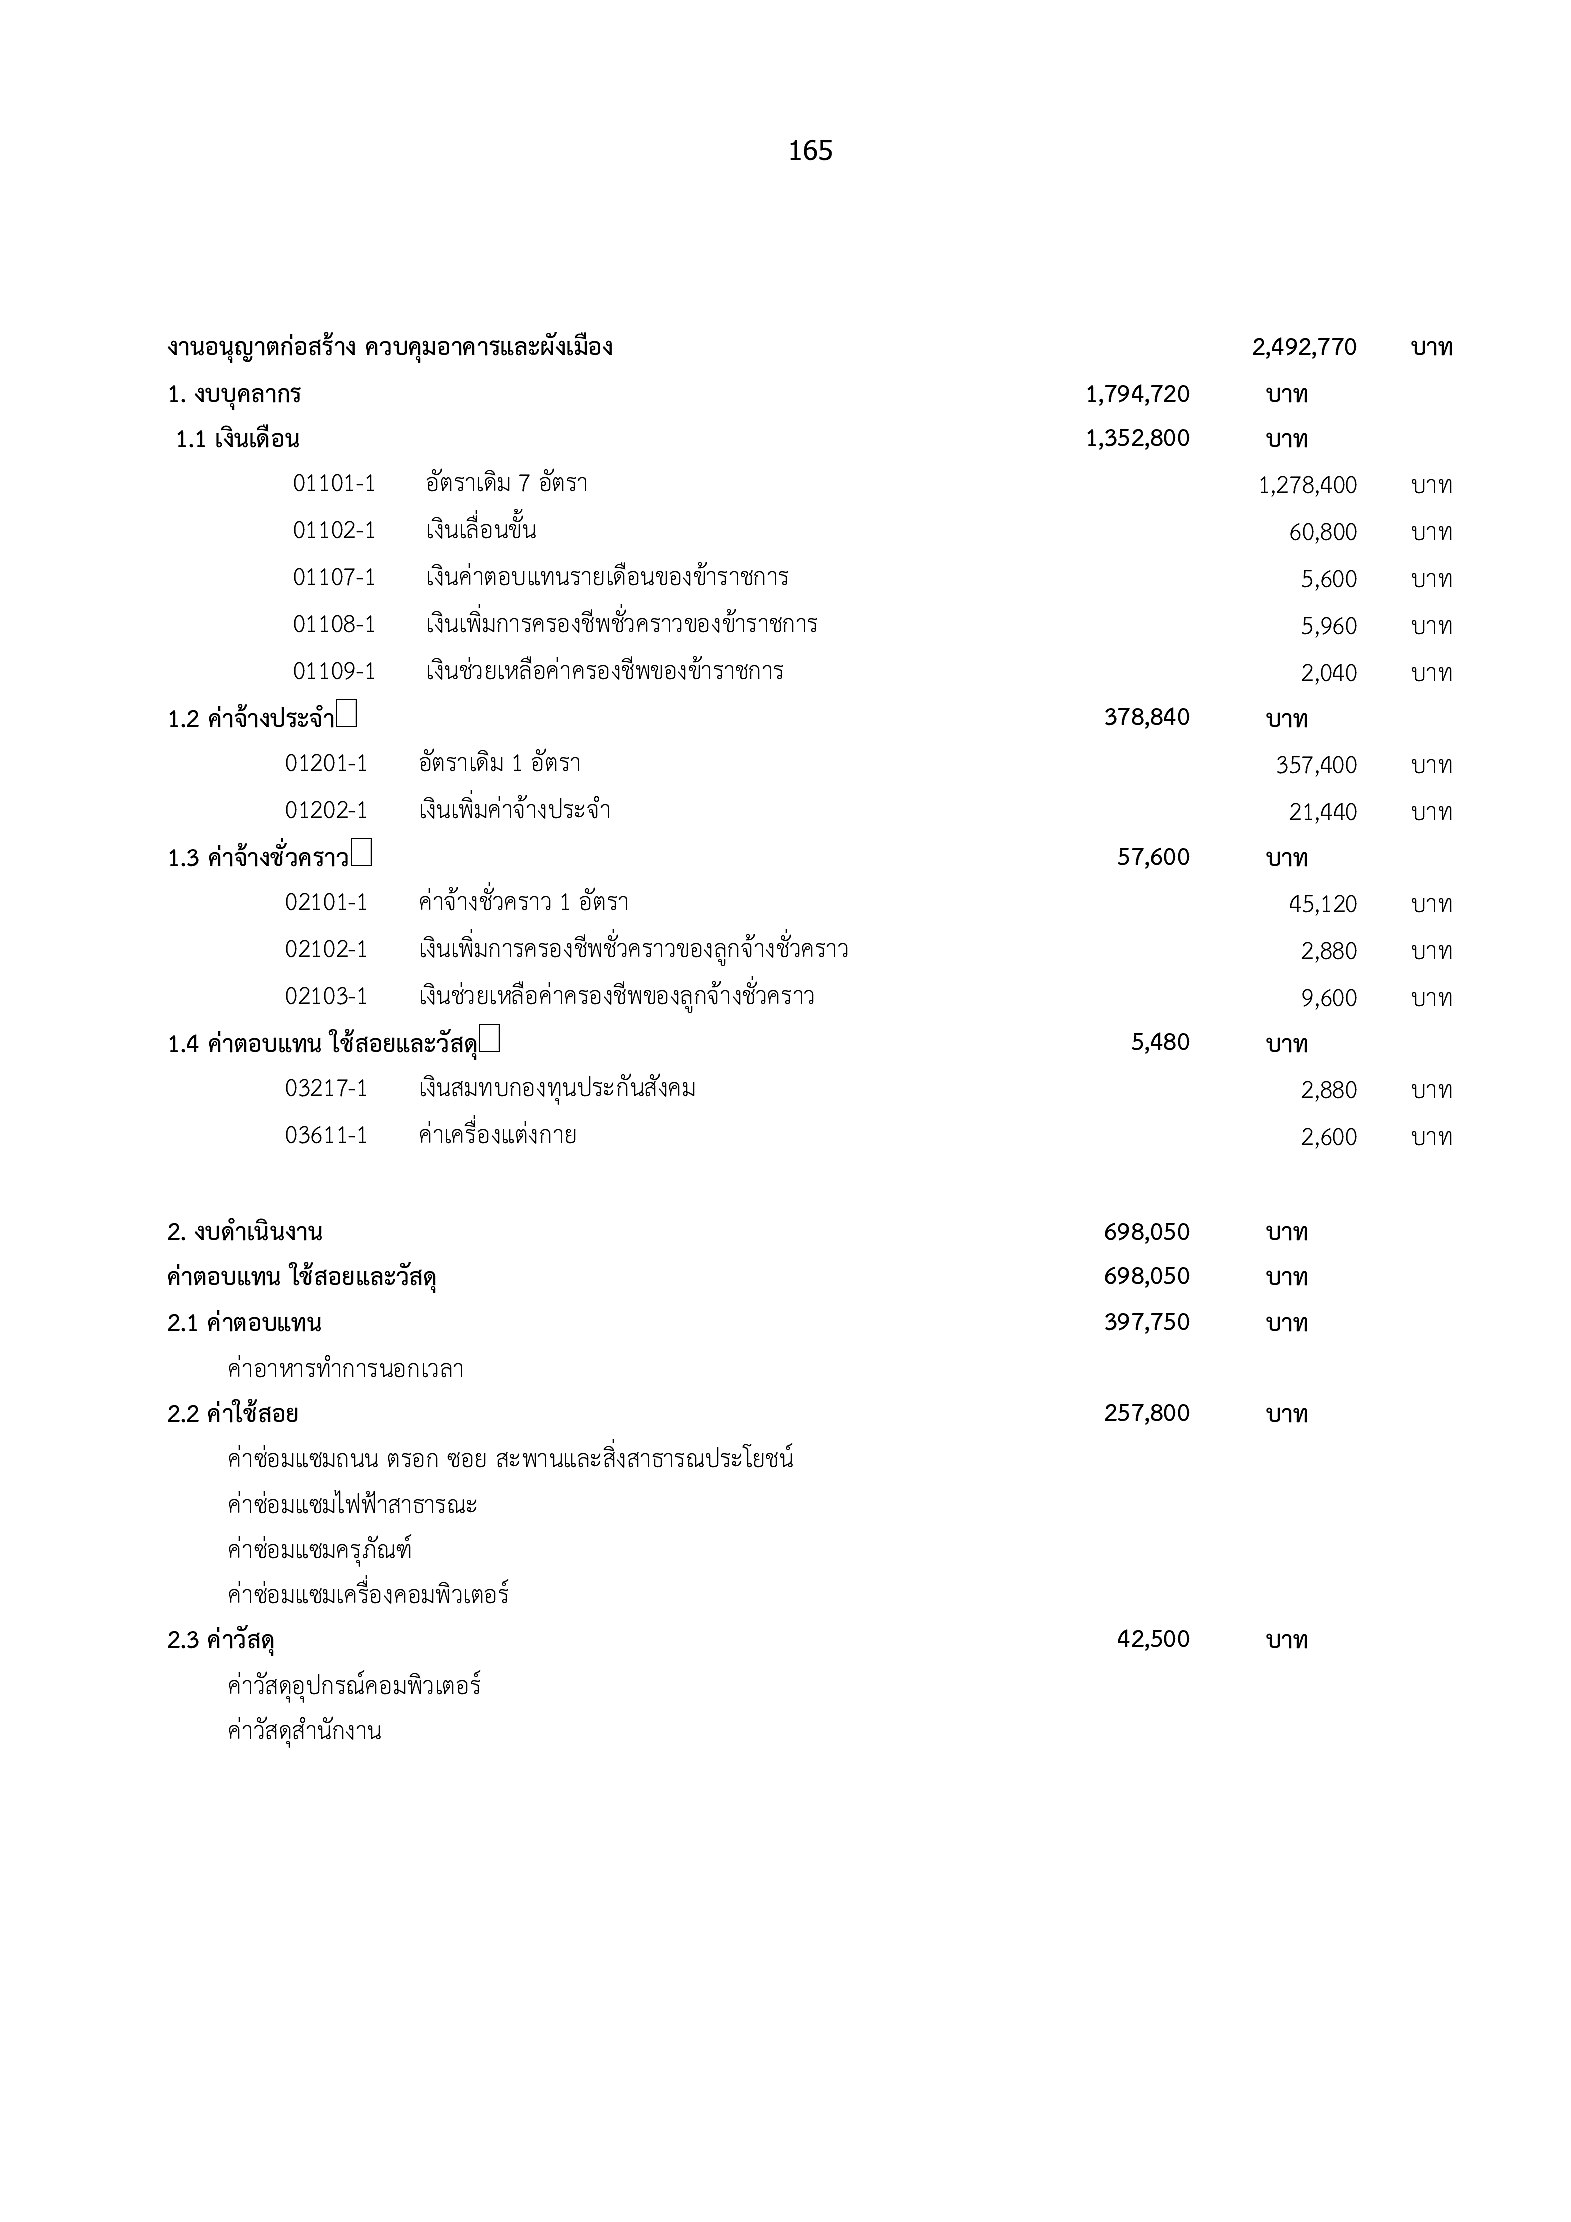 165
งานอนุญาตก่อสร้าง ควบคุมอาคารและผังเมือง 2,492,770 บาท
1. งบบุคลากร 1,794,720 บาท
1.1 เงินเดือน 1,352,800 บาท
01101-1 อัตราเดิม 7 อัตรา 1,278,400 บาท
01102-1 เงินเลื่อนขั้น 60,800 บาท
01107-1 เงินค่าตอบแทนรายเดือนของข้าราชการ 5,600 บาท
01108-1 เงินเพิ่มการครองชีพชั่วคราวของข้าราชการ 5,960 บาท
01109-1 เงินช่วยเหลือค่าครองชีพของข้าราชการ 2,040 บาท
1.2 ค่าจ้างประจำ 378,840 บาท
01201-1 อัตราเดิม 1 อัตรา 357,400 บาท
01202-1 เงินเพิ่มค่าจ้างประจำ 21,440 บาท
1.3 ค่าจ้างชั่วคราว 57,600 บาท
02101-1 ค่าจ้างชั่วคราว 1 อัตรา 45,120 บาท
02102-1 เงินเพิ่มการครองชีพชั่วคราวของลูกจ้างชั่วคราว 2,880 บาท
02103-1 เงินช่วยเหลือค่าครองชีพของลูกจ้างชั่วคราว 9,600 บาท
1.4 ค่าตอบแทน ใช้สอยและวัสดุ 5,480 บาท
03217-1 เงินสมทบกองทุนประกันสังคม 2,880 บาท
03611-1 ค่าเครื่องแต่งกาย 2,600 บาท
2. งบดำเนินงาน 698,050 บาท
ค่าตอบแทน ใช้สอยและวัสดุ 698,050 บาท
2.1 ค่าตอบแทน 397,750 บาท
ค่าอาหารทำการนอกเวลา
2.2 ค่าใช้สอย 257,800 บาท
ค่าซ่อมแซมถนน ตรอก ซอย สะพานและสิ่งสาธารณประโยชน์
ค่าซ่อมแซมไฟฟ้าสาธารณะ
ค่าซ่อมแซมครุภัณฑ์
ค่าซ่อมแซมเครื่องคอมพิวเตอร์
2.3 ค่าวัสดุ 42,500 บาท
ค่าวัสดุอุปกรณ์คอมพิวเตอร์
ค่าวัสดุสำนักงาน